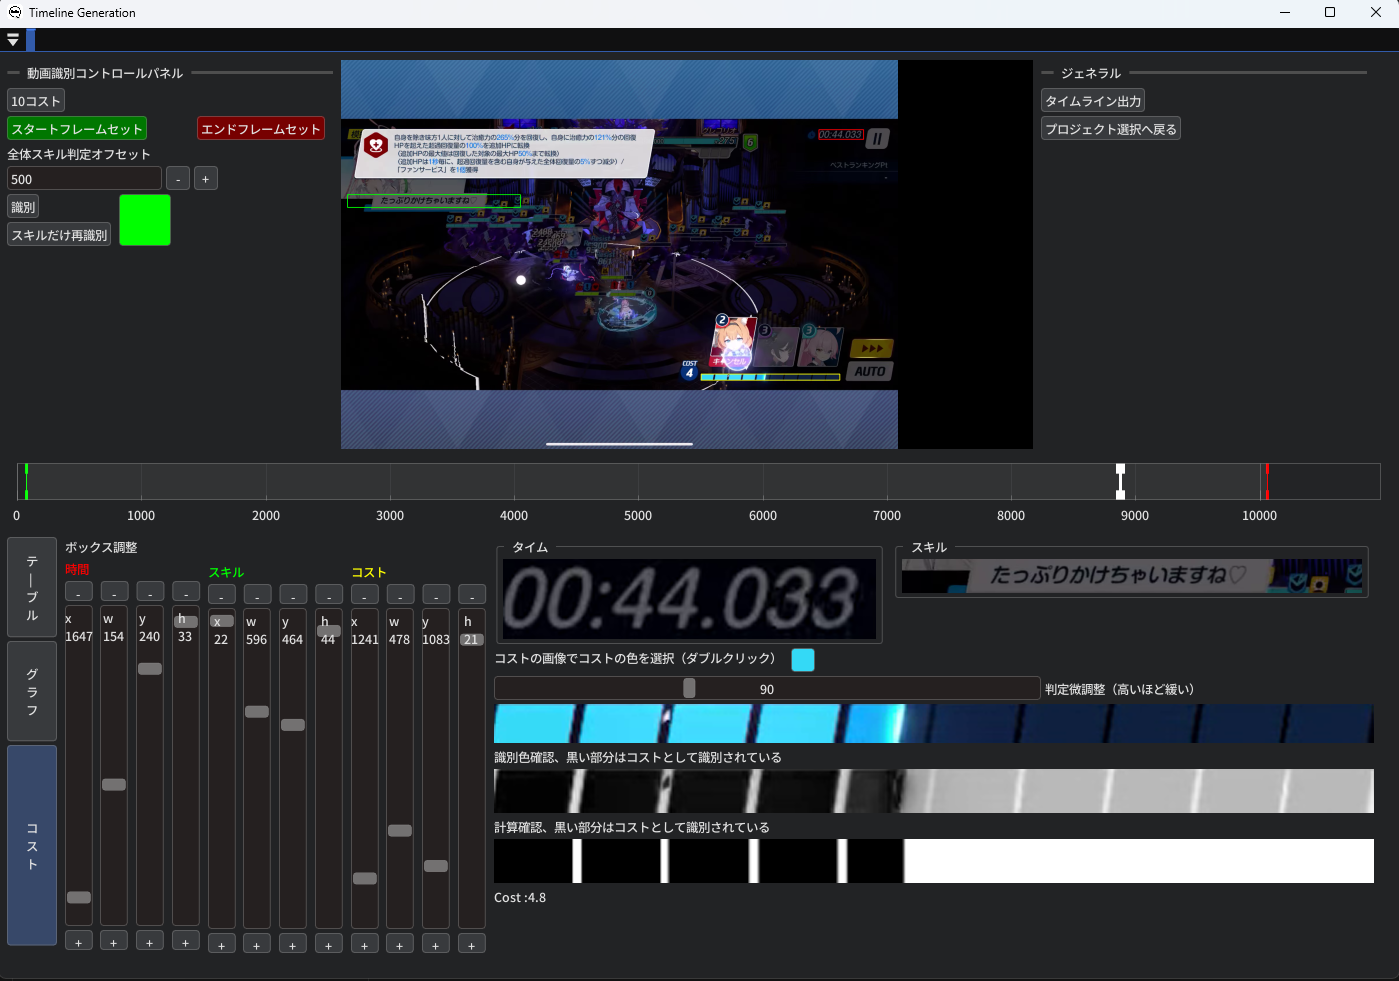 Timeline Generation
動画識別コントロールパネル
10コスト
スタートフレームセット
エンドフレームセット
全体スキル判定オフセット
500
-
+
識別
スキルだけ再識別
自身を除き味方1人に対して治癒力の265%分を回復し、自身に治癒力の121%分の回復
HPを超えた超過回復量の100%を追加HPに転換
（追加HPの最大値は回復した対象の最大HP50%まで転換）
（追加HPは1秒毎に、超過回復量を含む自身が与えた全体回復量の5%ずつ減少）/
「ファンサービス」を1個獲得
たっぷりかけちゃいますね♡
00:44.033
ベストランキングPt
-
6
2
3
3
キャンセル
COST
4
AUTO
ジェネラル
タイムライン出力
プロジェクト選択へ戻る
0
1000
2000
3000
4000
5000
6000
7000
8000
9000
10000
テーブル
グラフ
コスト
ボックス調整
時間
スキル
コスト
- - - - - - - - - - - -
x w y h x w y h x w y h
1647 154 240 33 22 596 464 44 1241 478 1083 21
+ + + + + + + + + + + +
タイム
00:44.033
スキル
たっぷりかけちゃいますね♡
コストの画像でコストの色を選択（ダブルクリック）
90
判定微調整（高いほど緩い）
識別色確認、黒い部分はコストとして識別されている
計算確認、黒い部分はコストとして識別されている
Cost :4.8